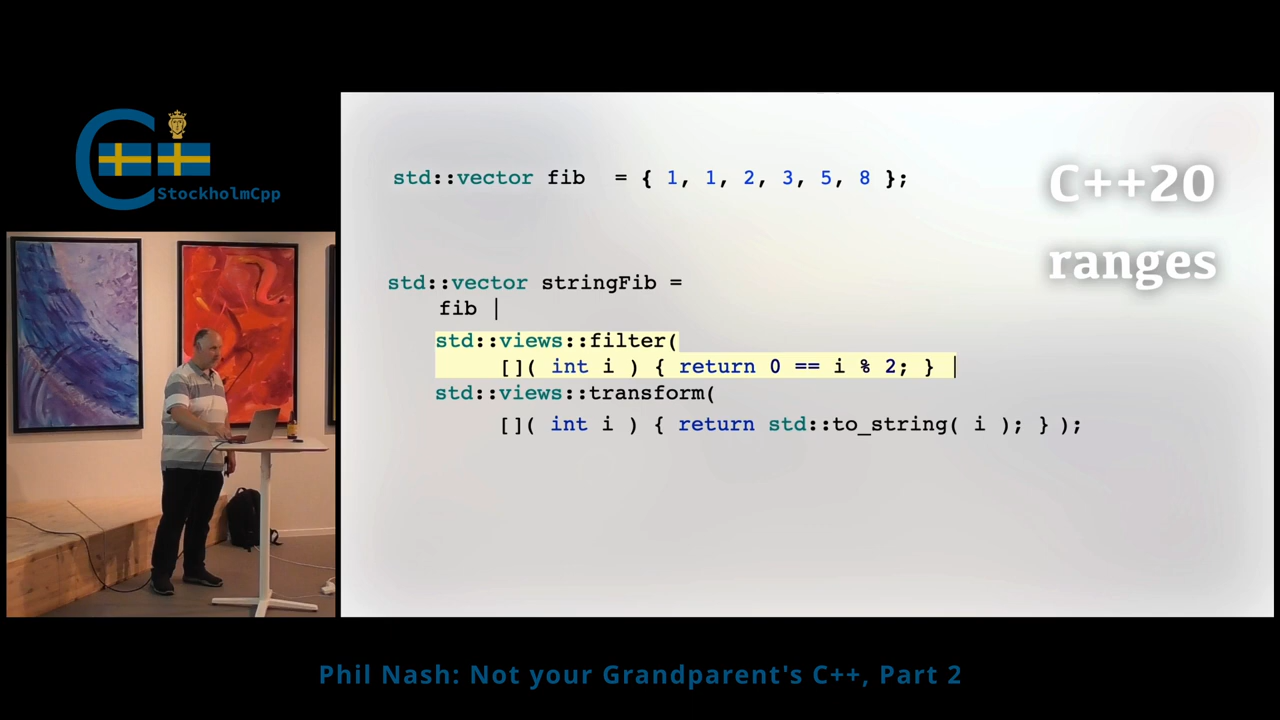 StockholmCpp
std::vector fib = { 1, 1, 2, 3, 5, 8 };
C++20
ranges
std::vector stringFib =
fib |
std::views::filter(
[]( int i ) { return 0 == i % 2; } |
std::views::transform(
[]( int i ) { return std::to_string( i ); } );
Phil Nash: Not your Grandparent's C++, Part 2